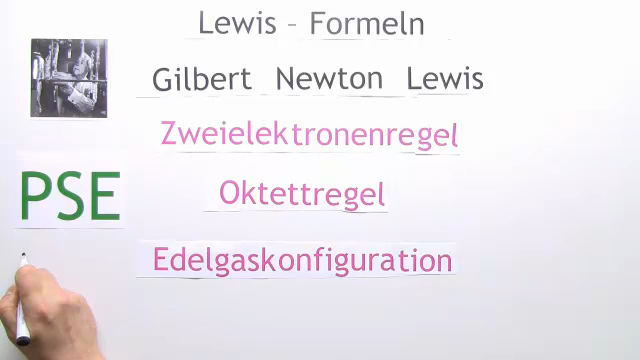 Lewis – Formeln
Gilbert Newton Lewis
Zweielektronenregel
PSE
Oktettregel
Edelgaskonfiguration